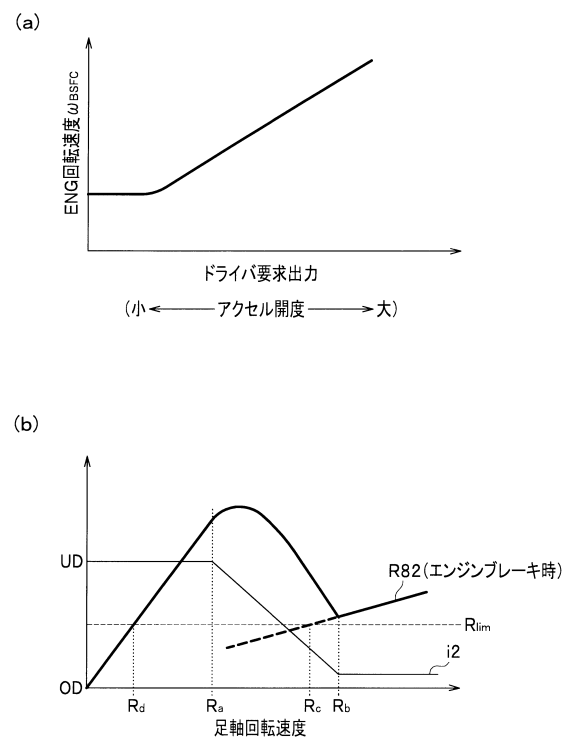 (a)
ENG回転速度ωBSFC
ドライバ要求出力
(小 ← アクセル開度 → 大)
(b)
UD
R82(エンジンブレーキ時)
Rlim
i2
OD
Rd Ra Rc Rb
足軸回転速度